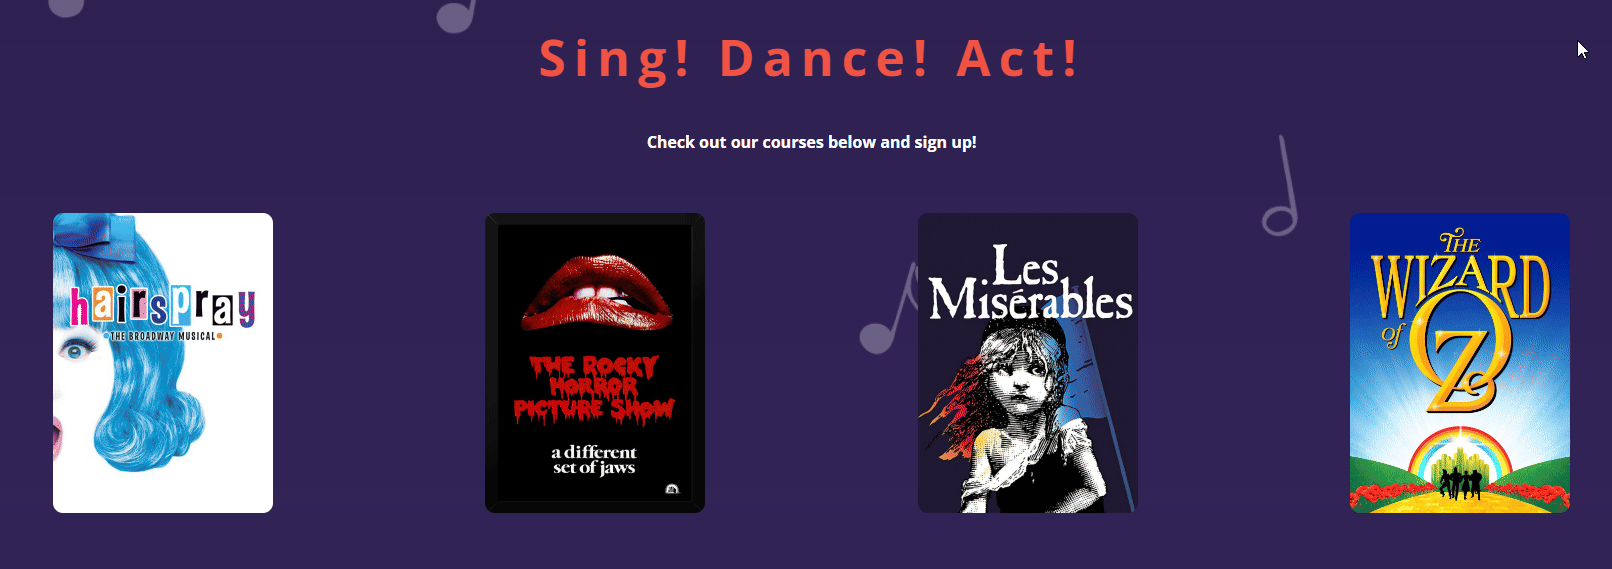 Sing! Dance! Act!
Check out our courses below and sign up!
hairspray
THE BROADWAY MUSICAL
THE ROCKY
HORROR
PICTURE SHOW
a different
set of jaws
Les
Misérables
THE
WIZARD
of
OZ